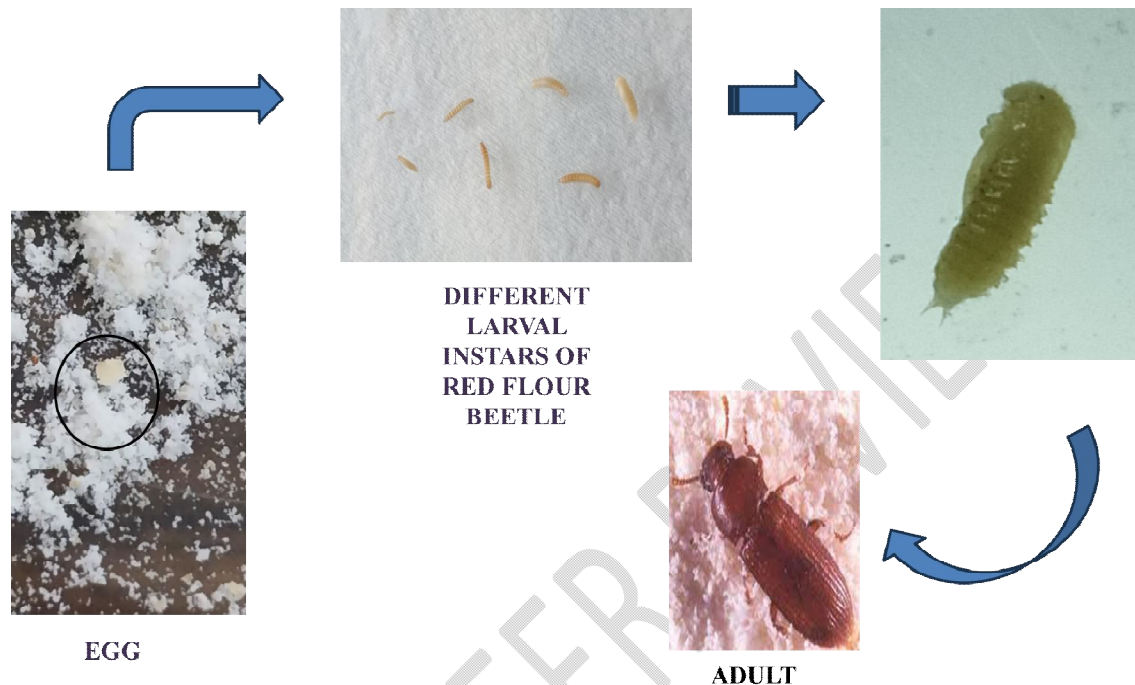 DIFFERENT
LARVAL
INSTARS OF
RED FLOUR
BEETLE
EGG
ADULT